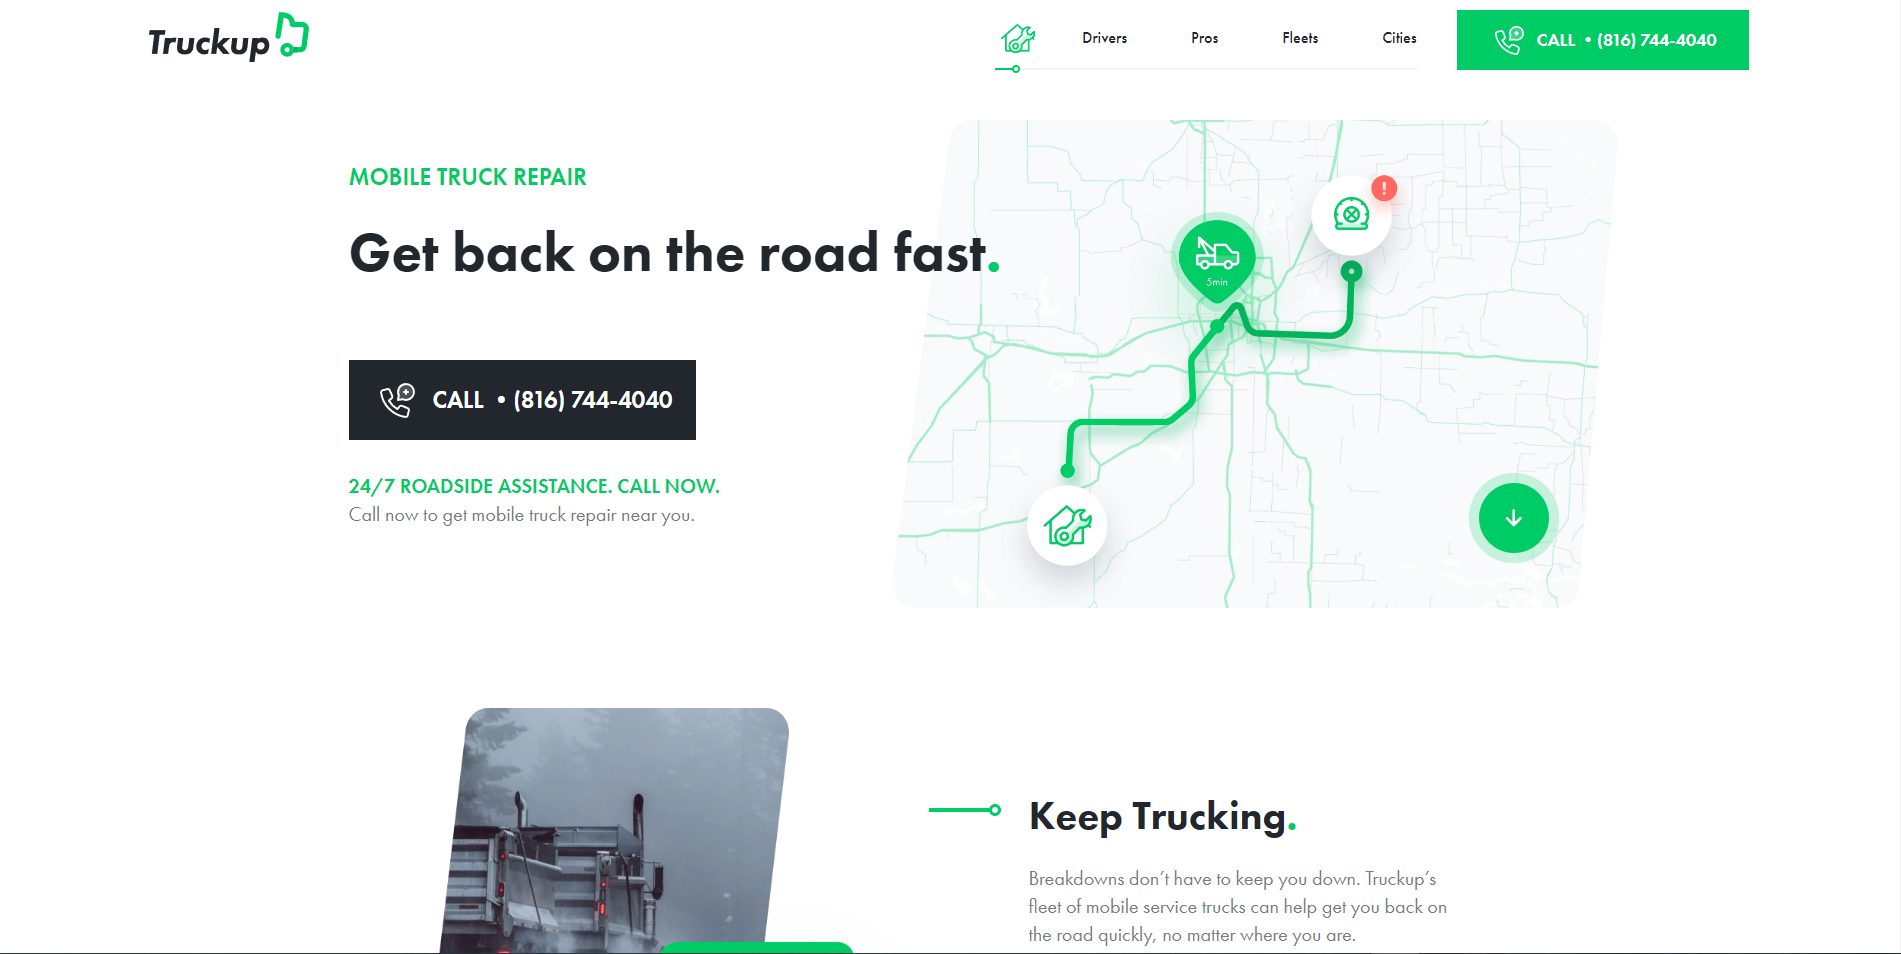 Truckup
Drivers
Pros
Fleets
Cities
CALL • (816) 744-4040
MOBILE TRUCK REPAIR
Get back on the road fast.
!
5min
CALL • (816) 744-4040
24/7 ROADSIDE ASSISTANCE. CALL NOW.
Call now to get mobile truck repair near you.
Keep Trucking.
Breakdowns don’t have to keep you down. Truckup’s
fleet of mobile service trucks can help get you back on
the road quickly, no matter where you are.